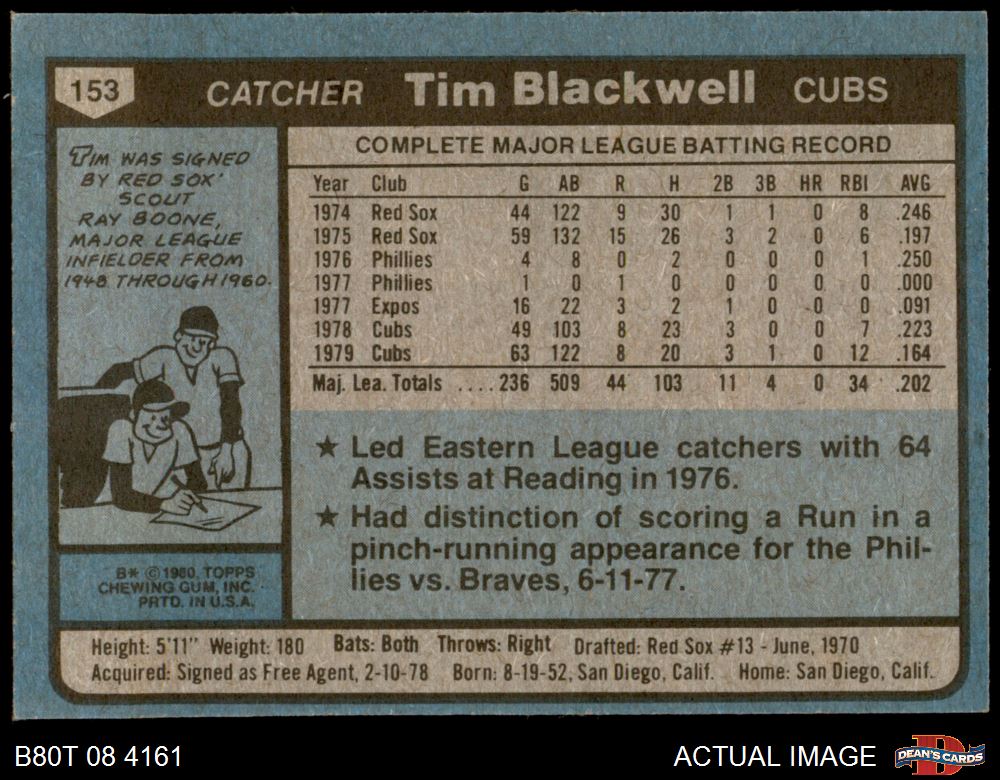 153 CATCHER Tim Blackwell CUBS
TIM WAS SIGNED
BY RED SOX'
SCOUT
RAY BOONE,
MAJOR LEAGUE
INFIELDER FROM
1948 THROUGH 1960.
B* © 1980, TOPPS
CHEWING GUM, INC.
PRTD. IN U.S.A.
COMPLETE MAJOR LEAGUE BATTING RECORD
Year Club G AB R H 2B 3B HR RBI AVG
1974 Red Sox 44 122 9 30 1 1 0 8 .246
1975 Red Sox 59 132 15 26 3 2 0 6 .197
1976 Phillies 4 8 0 2 0 0 0 1 .250
1977 Phillies 1 0 1 0 0 0 0 0 .000
1977 Expos 16 22 3 2 1 0 0 0 .091
1978 Cubs 49 103 8 23 3 0 0 7 .223
1979 Cubs 63 122 8 20 3 1 0 12 .164
Maj. Lea. Totals ....236 509 44 103 11 4 0 34 .202
★ Led Eastern League catchers with 64
Assists at Reading in 1976.
★ Had distinction of scoring a Run in a
pinch-running appearance for the Phil-
lies vs. Braves, 6-11-77.
Height: 5'11" Weight: 180 Bats: Both Throws: Right Drafted: Red Sox #13 - June, 1970
Acquired: Signed as Free Agent, 2-10-78 Born: 8-19-52, San Diego, Calif. Home: San Diego, Calif.
B80T 08 4161 ACTUAL IMAGE DEAN'S CARDS